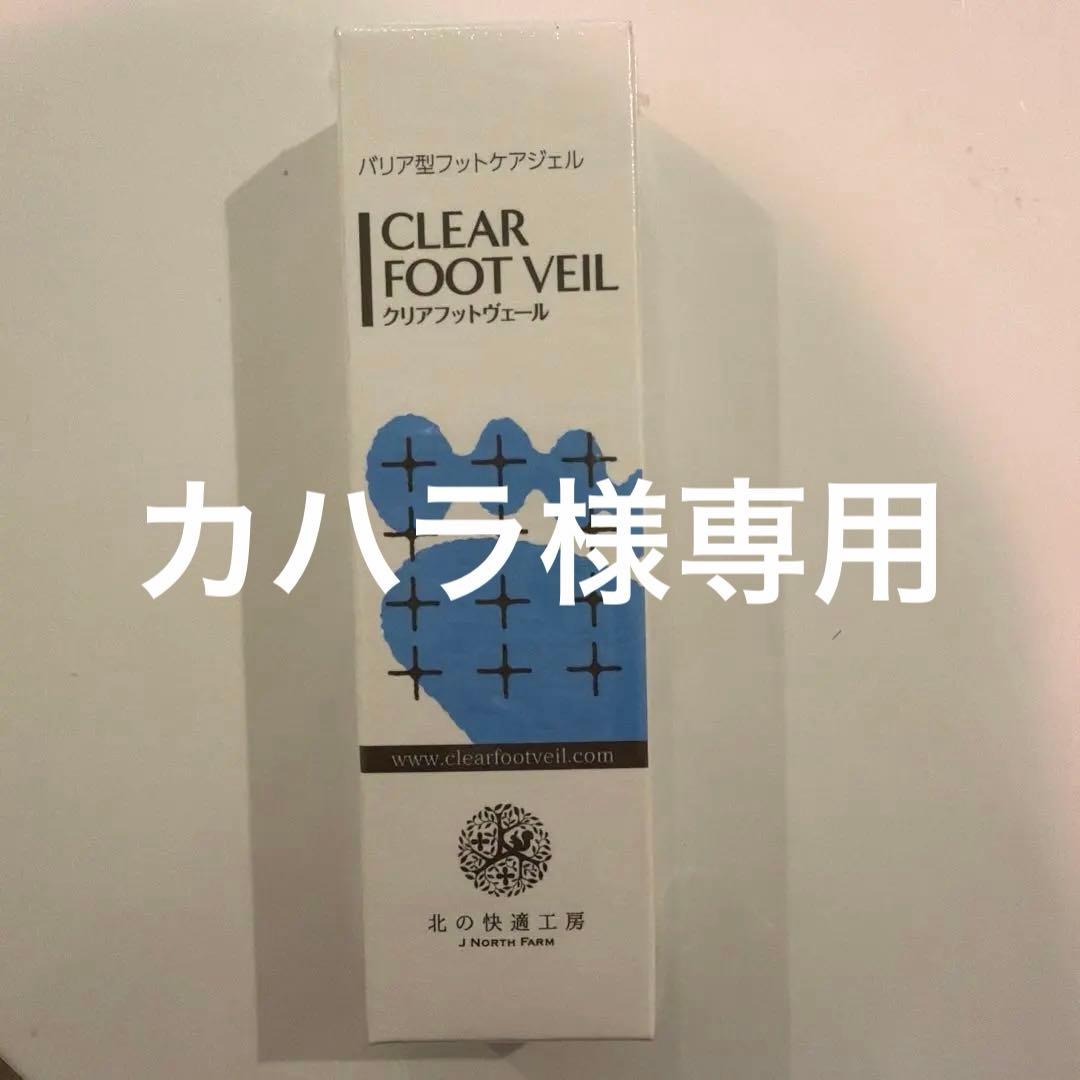 バリア型フットケアジェル
CLEAR
FOOT VEIL
クリアフットヴェール
カハラ様専用
www.clearfootveil.com
北の快適工房
J NORTH FARM